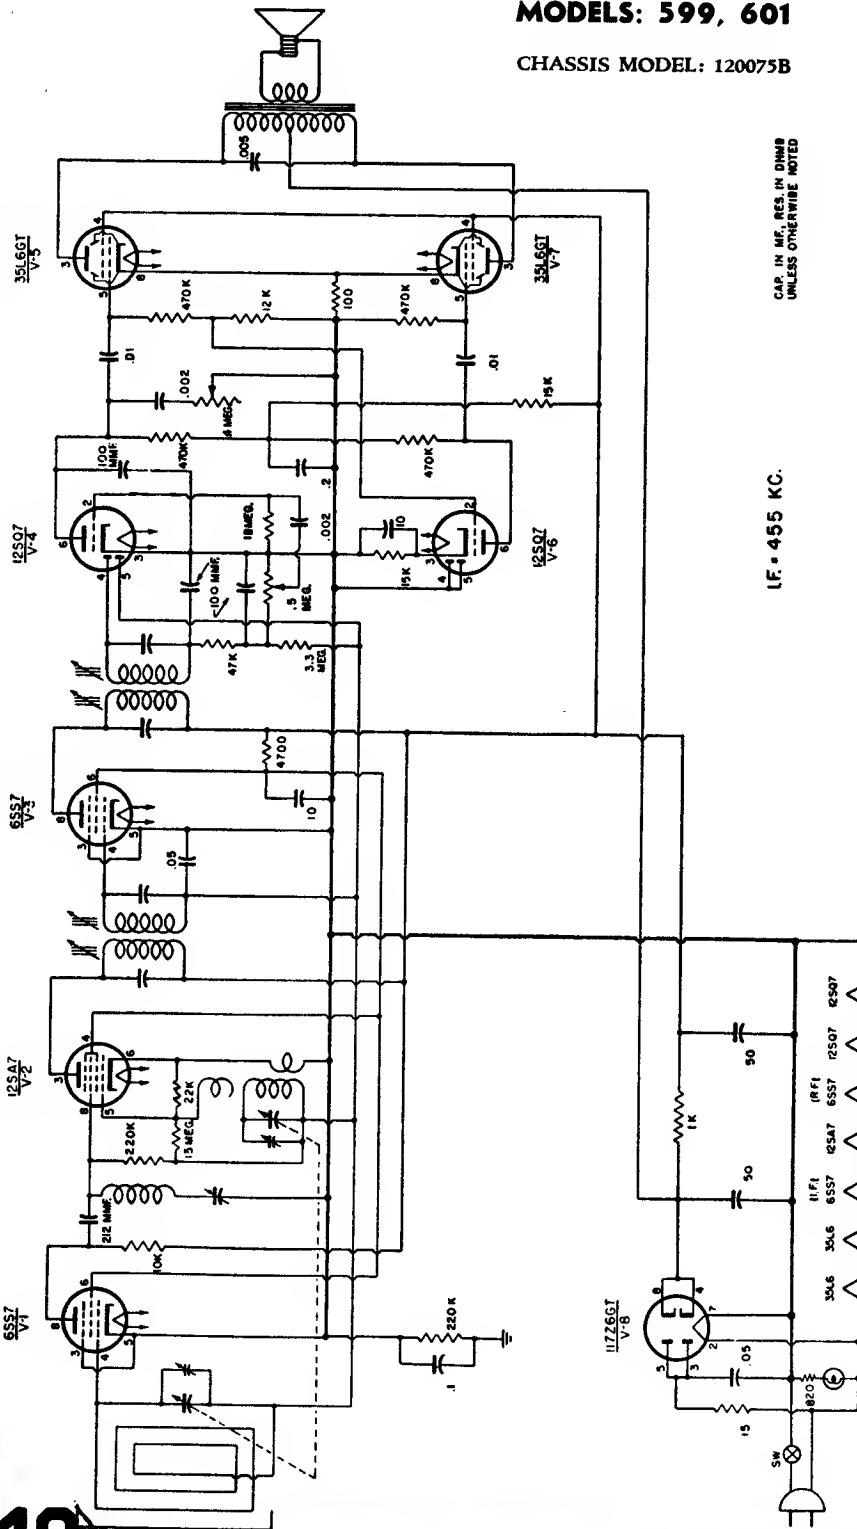 MODELS: 599, 601
CHASSIS MODEL: 120075B
CAP. IN MF., RES. IN OHMS
UNLESS OTHERWISE NOTED
I.F. = 455 KC.
6SS7
V-1
12SA7
V-2
6SS7
V-3
12SQ7
V-4
35L6GT
V-5
12SQ7
V-6
35L6GT
V-7
117Z6GT
V-8
.005
470K
12K
100
470K
.01
.01
.002
MEG.
15K
100
MMF.
470K
470K
.2
.002
MEG.
100 MMF.
.5
MEG.
47K
3.3
MEG.
10
15K
4700
10
.05
22K
15 MEG.
220K
212 MMF.
10K
220K
.1
1K
50
50
.05
820
15
SW
35L6
35L6
(I.F.)
6SS7
12SA7
(R.F.)
6SS7
12SQ7
12SQ7